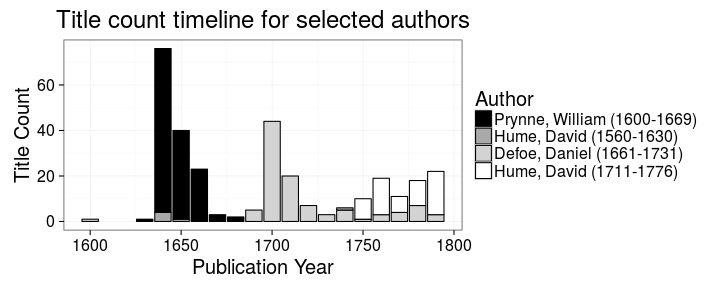 Title count timeline for selected authors
Title Count
60
40
20
0
1600
1650
1700
1750
1800
Publication Year
Author
Prynne, William (1600-1669)
Hume, David (1560-1630)
Defoe, Daniel (1661-1731)
Hume, David (1711-1776)